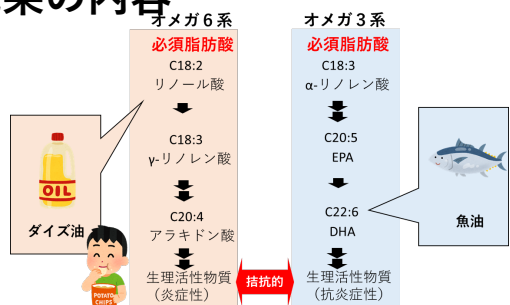 業の内容
オメガ６系
必須脂肪酸
C18:2
リノール酸
C18:3
γ-リノレン酸
C20:4
アラキドン酸
生理活性物質
（炎症性）
オメガ３系
必須脂肪酸
C18:3
α-リノレン酸
C20:5
EPA
C22:6
DHA
生理活性物質
（抗炎症性）
拮抗的
OIL
ダイズ油
POTATO
CHIPS
魚油